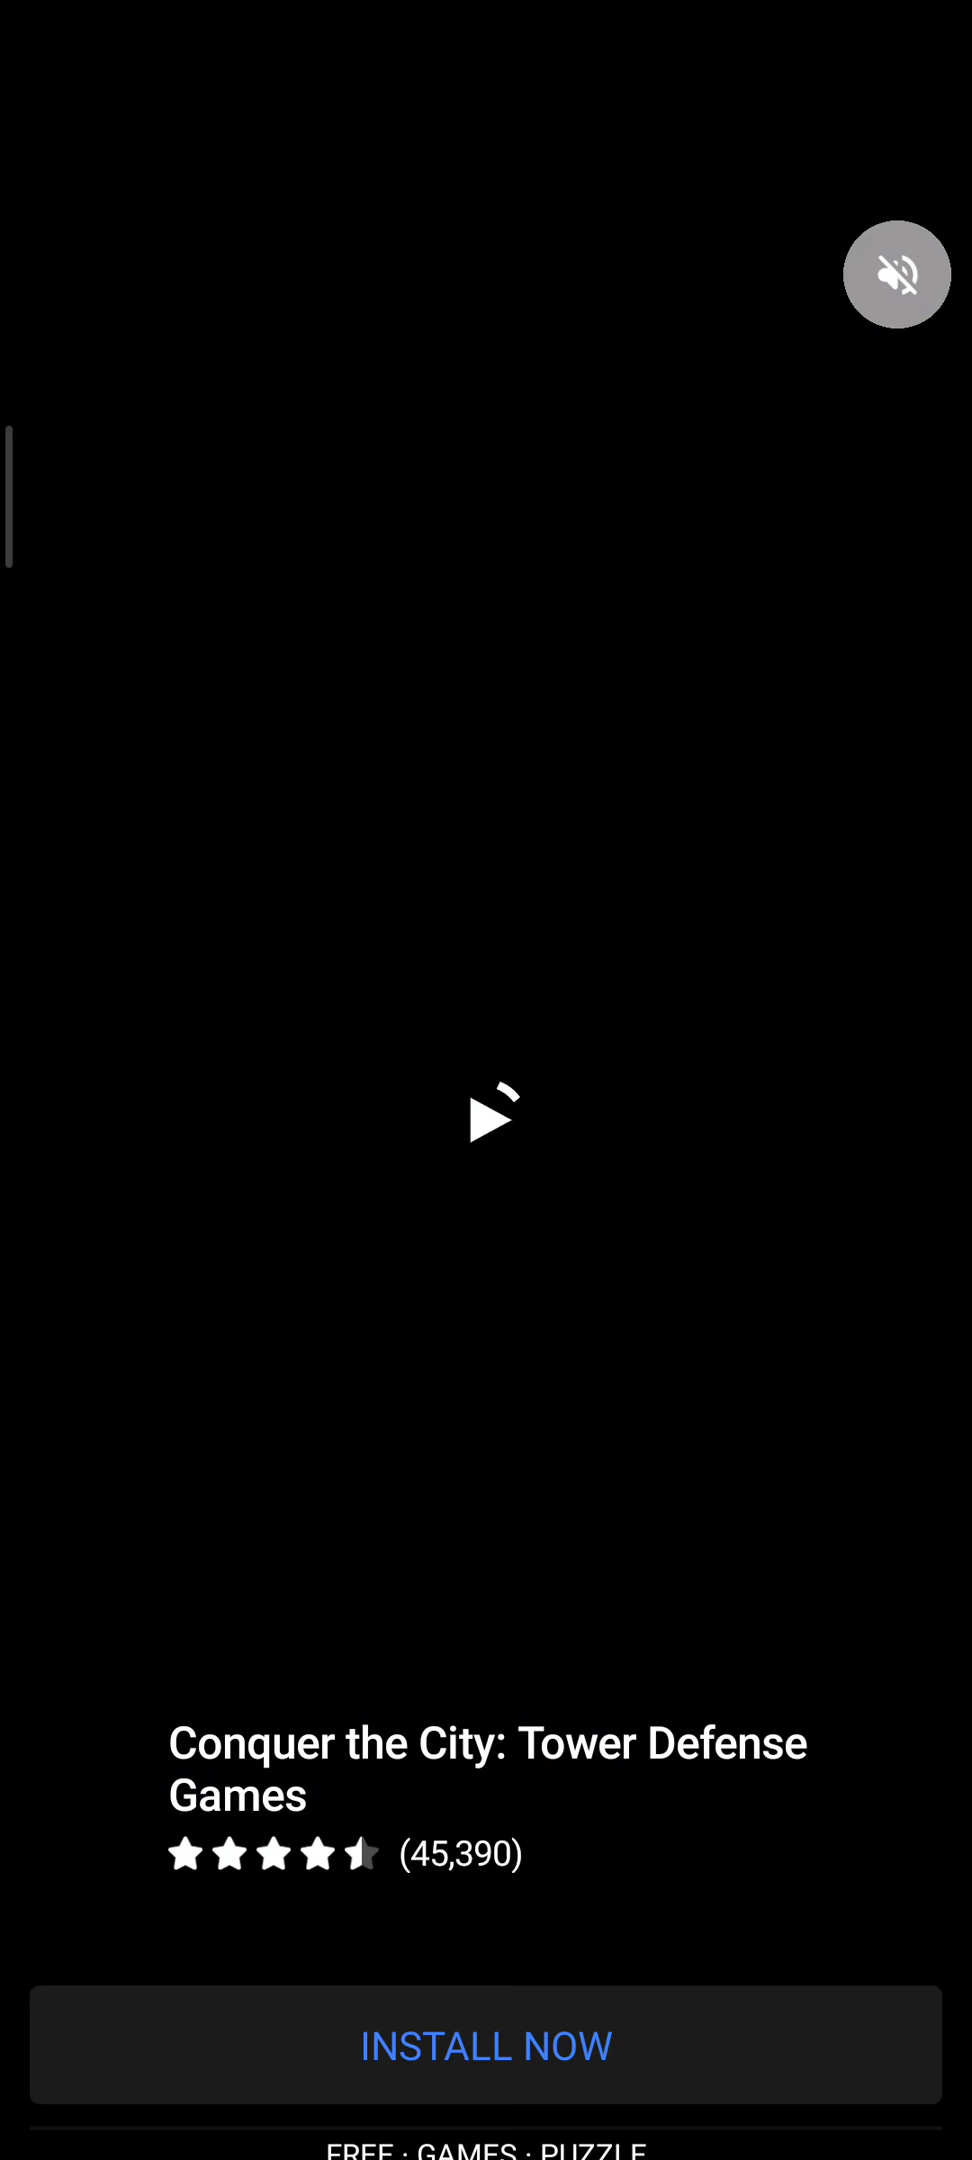 Conquer the City: Tower Defense
Games
(45,390)
INSTALL NOW
FREE · GAMES · PUZZLE